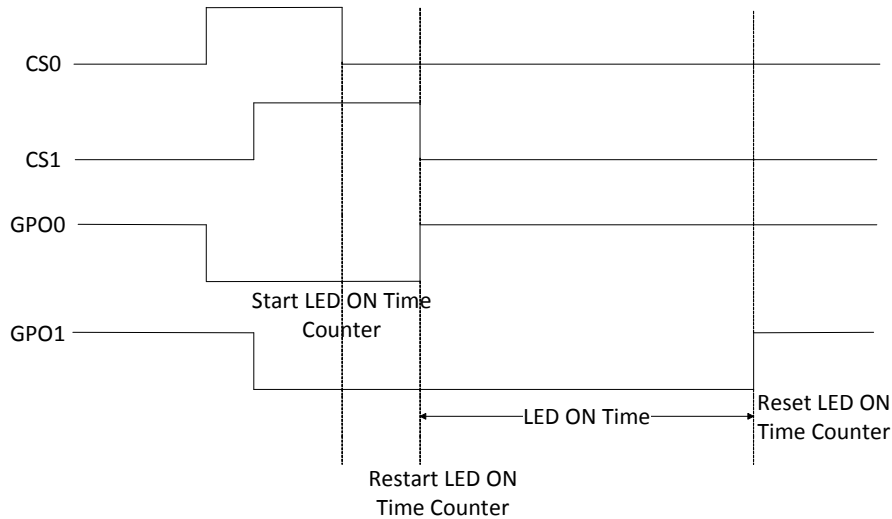 CS0
CS1
GPO0
Start LED ON Time
Counter
GPO1
LED ON Time
Reset LED ON
Time Counter
Restart LED ON
Time Counter